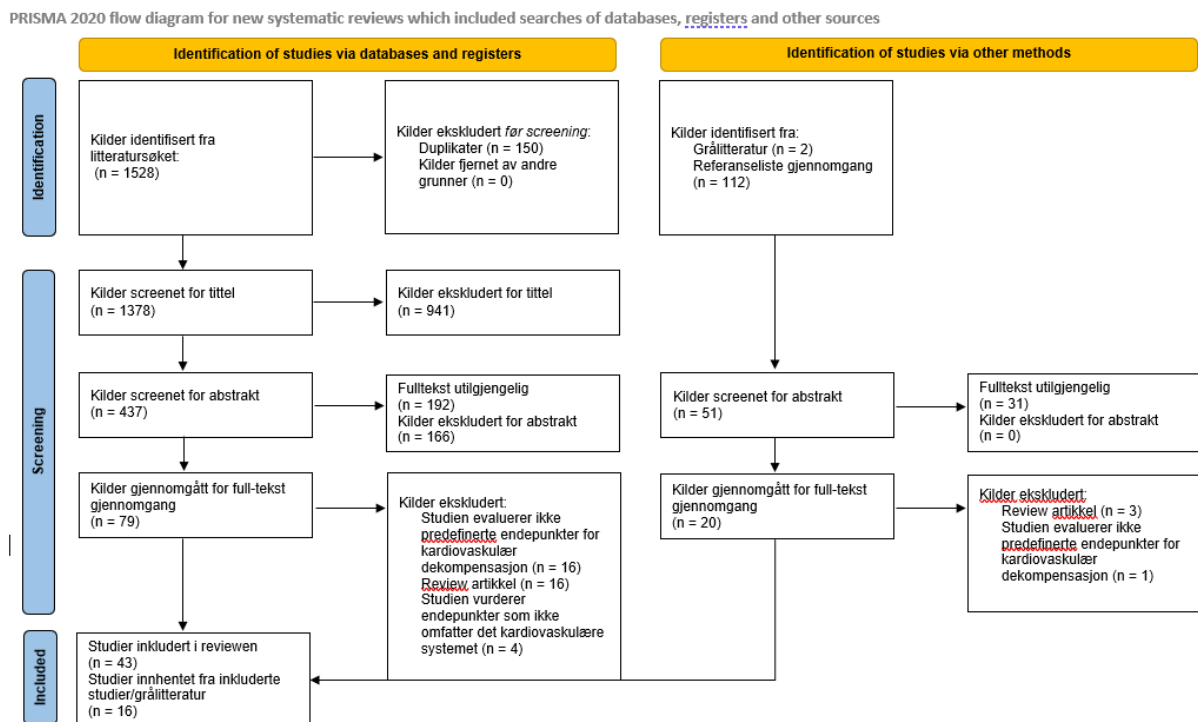 PRISMA 2020 flow diagram for new systematic reviews which included searches of databases, registers and other sources
Identification of studies via databases and registers
Identification of studies via other methods
Identification
Kilder identifisert fra
litteratursøket:
(n = 1528)
Kilder ekskludert før screening:
Duplikater (n = 150)
Kilder fjernet av andre
grunner (n = 0)
Kilder identifisert fra:
Grålitteratur (n = 2)
Referanseliste gjennomgang
(n = 112)
Screening
Kilder screenet for tittel
(n = 1378)
Kilder ekskludert for tittel
(n = 941)
Kilder screenet for abstrakt
(n = 437)
Fulltekst utilgjengelig
(n = 192)
Kilder ekskludert for abstrakt
(n = 166)
Kilder screenet for abstrakt
(n = 51)
Fulltekst utilgjengelig
(n = 31)
Kilder ekskludert for abstrakt
(n = 0)
Kilder gjennomgått for full-tekst
gjennomgang
(n = 79)
Kilder ekskludert:
Studien evaluerer ikke
predefinerte endepunkter for
kardiovaskulær
dekompensasjon (n = 16)
Review artikkel (n = 16)
Studien vurderer
endepunkter som ikke
omfatter det kardiovaskulære
systemet (n = 4)
Kilder gjennomgått for full-tekst
gjennomgang
(n = 20)
Kilder ekskludert:
Review artikkel (n = 3)
Studien evaluerer ikke
predefinerte endepunkter for
kardiovaskulær
dekompensasjon (n = 1)
Included
Studier inkludert i reviewen
(n = 43)
Studier innhentet fra inkluderte
studier/grålitteratur
(n = 16)